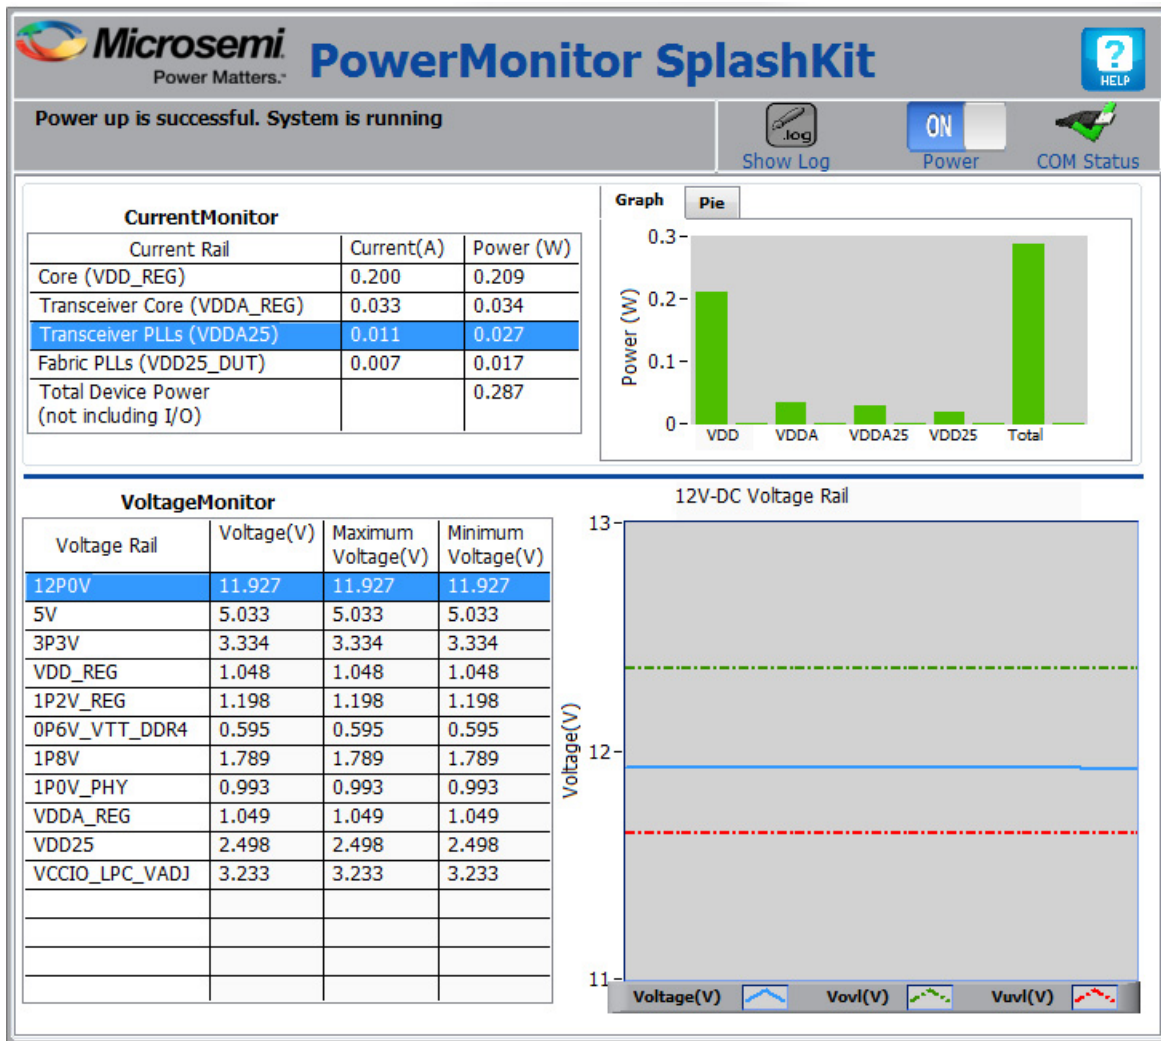 Microsemi
Power Matters.™
PowerMonitor SplashKit
HELP
Power up is successful. System is running
.log
Show Log
ON
Power
COM Status
CurrentMonitor
Current Rail Current(A) Power (W)
Core (VDD_REG) 0.200 0.209
Transceiver Core (VDDA_REG) 0.033 0.034
Transceiver PLLs (VDDA25) 0.011 0.027
Fabric PLLs (VDD25_DUT) 0.007 0.017
Total Device Power 0.287
(not including I/O)
Graph Pie
Power (W)
0.3
0.2
0.1
0
VDD VDDA VDDA25 VDD25 Total
VoltageMonitor
Voltage Rail Voltage(V) Maximum Voltage(V) Minimum Voltage(V)
12P0V 11.927 11.927 11.927
5V 5.033 5.033 5.033
3P3V 3.334 3.334 3.334
VDD_REG 1.048 1.048 1.048
1P2V_REG 1.198 1.198 1.198
0P6V_VTT_DDR4 0.595 0.595 0.595
1P8V 1.789 1.789 1.789
1P0V_PHY 0.993 0.993 0.993
VDDA_REG 1.049 1.049 1.049
VDD25 2.498 2.498 2.498
VCCIO_LPC_VADJ 3.233 3.233 3.233
12V-DC Voltage Rail
Voltage(V)
13
12
11
Voltage(V) Vovl(V) Vuvl(V)